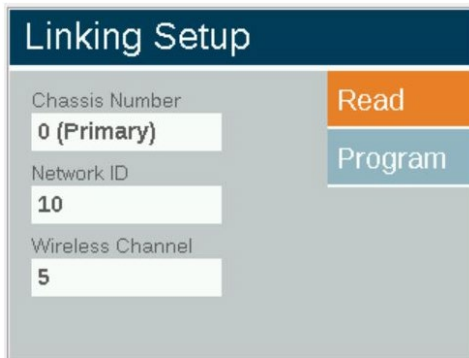 Linking Setup
Chassis Number
0 (Primary)
Network ID
10
Wireless Channel
5
Read
Program